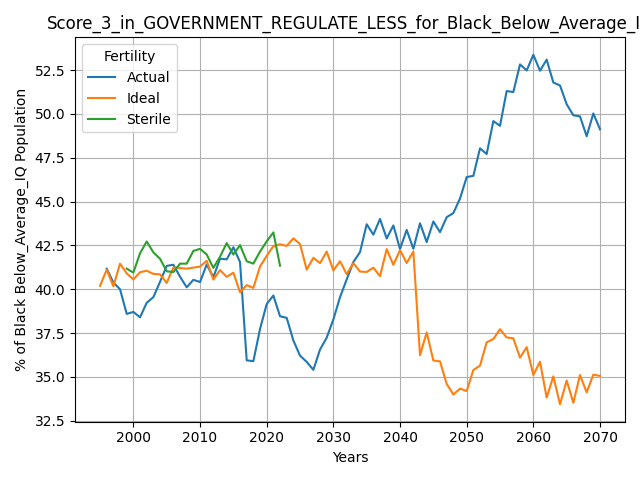 Score_3_in_GOVERNMENT_REGULATE_LESS_for_Black_Below_Average_I
Fertility
Actual
Ideal
Sterile
% of Black Below_Average_IQ Population
52.5
50.0
47.5
45.0
42.5
40.0
37.5
35.0
32.5
2000 2010 2020 2030 2040 2050 2060 2070
Years